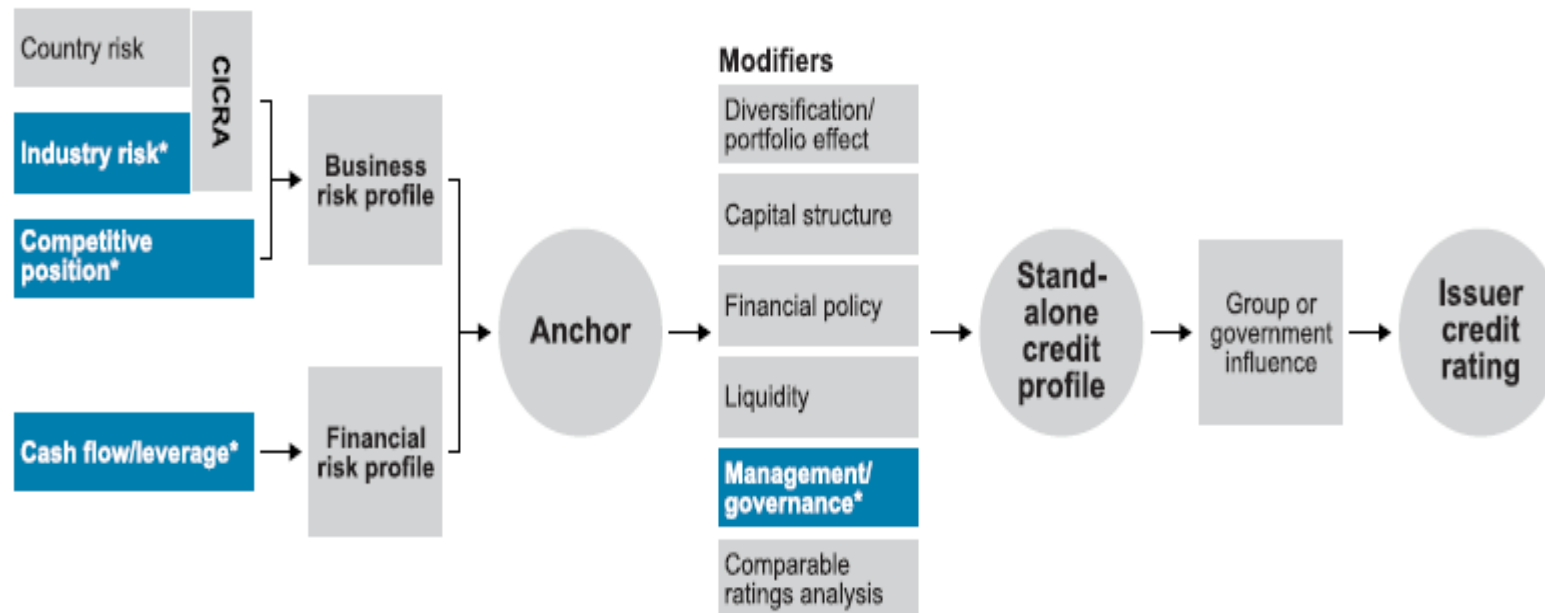 Country risk
CICRA
Industry risk*
Competitive
position*
Cash flow/leverage*
Business
risk profile
Financial
risk profile
Anchor
Modifiers
Diversification/
portfolio effect
Capital structure
Financial policy
Liquidity
Management/
governance*
Comparable
ratings analysis
Stand-
alone
credit
profile
Group or
government
influence
Issuer
credit
rating